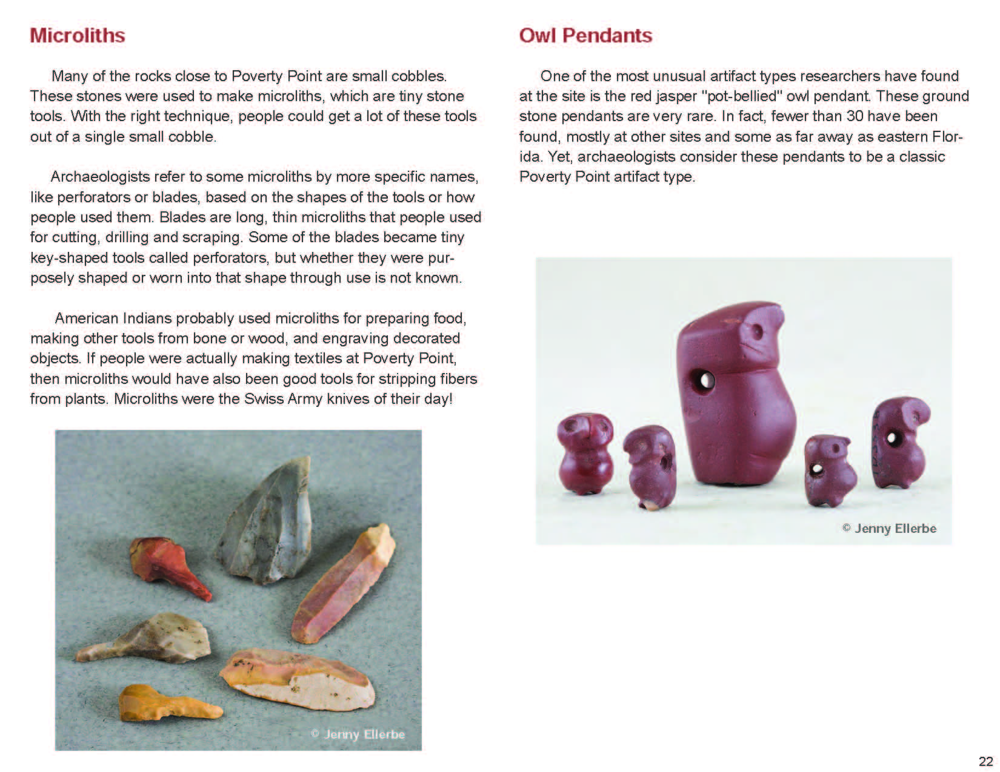 Microliths
Many of the rocks close to Poverty Point are small cobbles.
These stones were used to make microliths, which are tiny stone
tools. With the right technique, people could get a lot of these tools
out of a single small cobble.
Archaeologists refer to some microliths by more specific names,
like perforators or blades, based on the shapes of the tools or how
people used them. Blades are long, thin microliths that people used
for cutting, drilling and scraping. Some of the blades became tiny
key-shaped tools called perforators, but whether they were pur-
posely shaped or worn into that shape through use is not known.
American Indians probably used microliths for preparing food,
making other tools from bone or wood, and engraving decorated
objects. If people were actually making textiles at Poverty Point,
then microliths would have also been good tools for stripping fibers
from plants. Microliths were the Swiss Army knives of their day!
© Jenny Ellerbe
Owl Pendants
One of the most unusual artifact types researchers have found
at the site is the red jasper "pot-bellied" owl pendant. These ground
stone pendants are very rare. In fact, fewer than 30 have been
found, mostly at other sites and some as far away as eastern Flor-
ida. Yet, archaeologists consider these pendants to be a classic
Poverty Point artifact type.
© Jenny Ellerbe
22